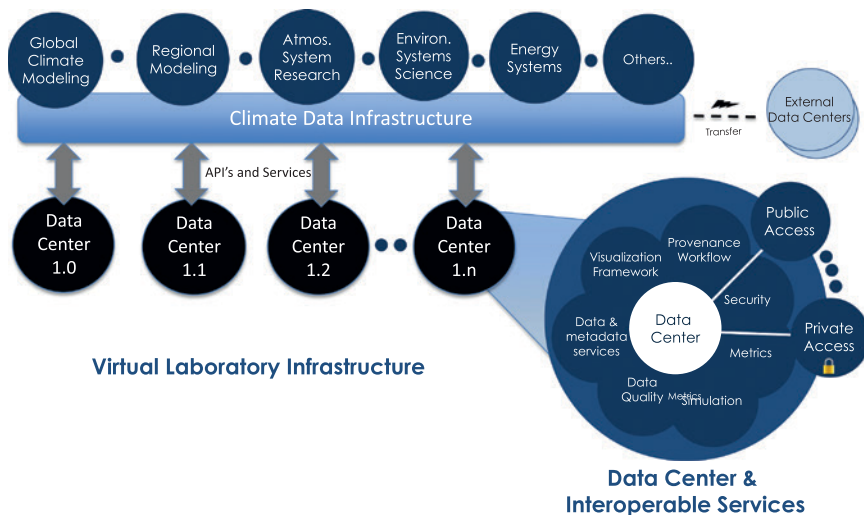 Global
Climate
Modeling
Regional
Modeling
Atmos.
System
Research
Environ.
Systems
Science
Energy
Systems
Others..
Climate Data Infrastructure
Transfer
External
Data Centers
API's and Services
Data
Center
1.0
Data
Center
1.1
Data
Center
1.2
Data
Center
1.n
Public
Access
Provenance
Workflow
Visualization
Framework
Security
Data &
metadata
services
Data
Center
Private
Access
Metrics
Data
Quality
Metrics
Simulation
Virtual Laboratory Infrastructure
Data Center &
Interoperable Services